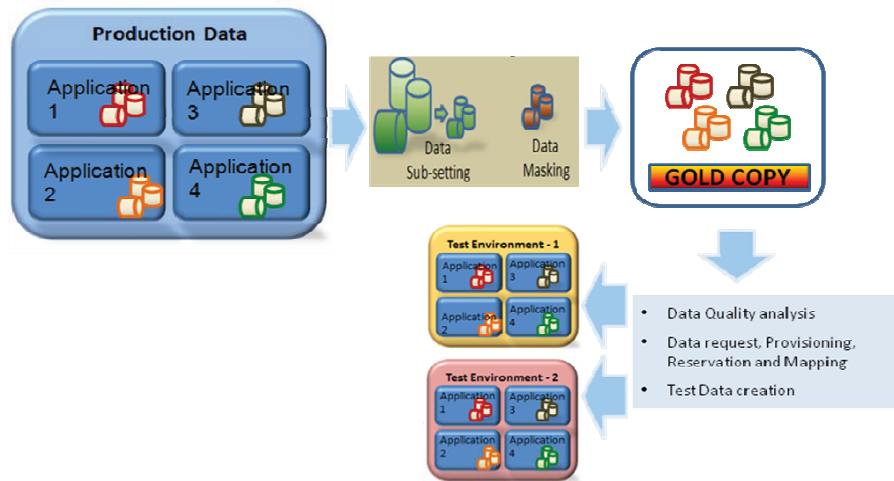 Production Data
Application
1
Application
3
Application
2
Application
4
Data
Sub-setting
Data
Masking
GOLD COPY
Test Environment - 1
Application
1
Application
3
Application
2
Application
4
• Data Quality analysis
• Data request, Provisioning,
Reservation and Mapping
• Test Data creation
Test Environment - 2
Application
1
Application
3
Application
2
Application
4